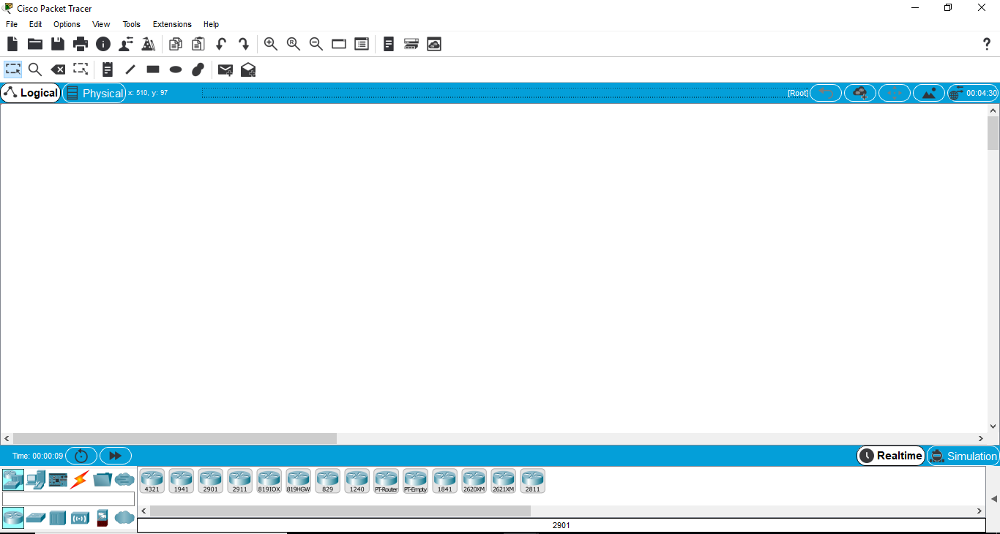 Cisco Packet Tracer
File Edit Options View Tools Extensions Help
?
Logical Physical x: 510, y: 97 [Root] 00:04:30
Time: 00:00:09 Realtime Simulation
4321 1941 2901 2911 819IOX 819HGW 829 1240 PT-Router PT-Empty 1841 2620XM 2621XM 2811
2901